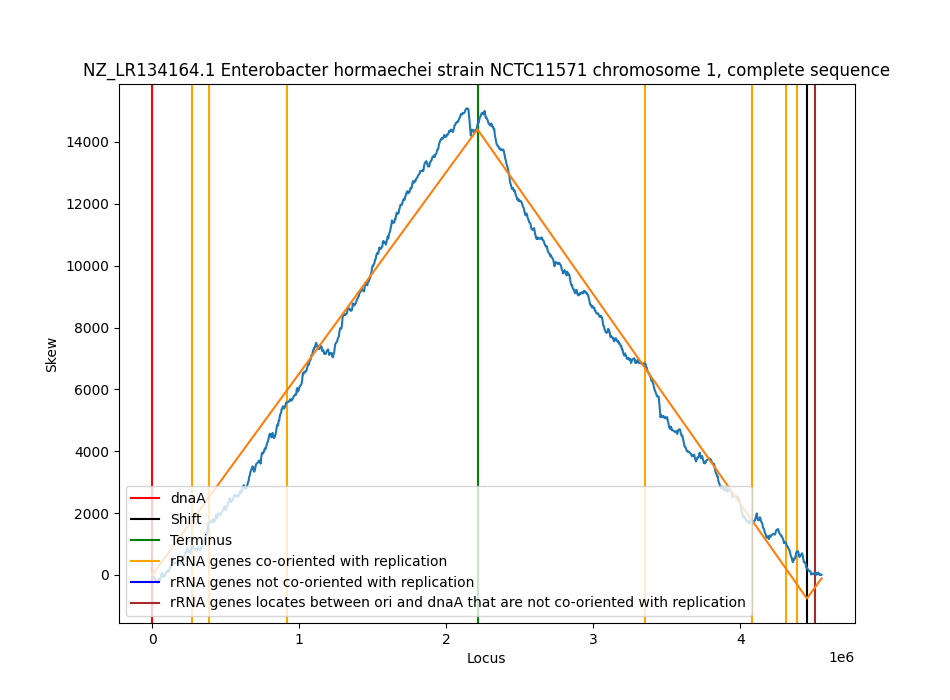 NZ_LR134164.1 Enterobacter hormaechei strain NCTC11571 chromosome 1, complete sequence
Skew
14000
12000
10000
8000
6000
4000
2000
0
dnaA
Shift
Terminus
rRNA genes co-oriented with replication
rRNA genes not co-oriented with replication
rRNA genes locates between ori and dnaA that are not co-oriented with replication
0 1 2 3 4
1e6
Locus